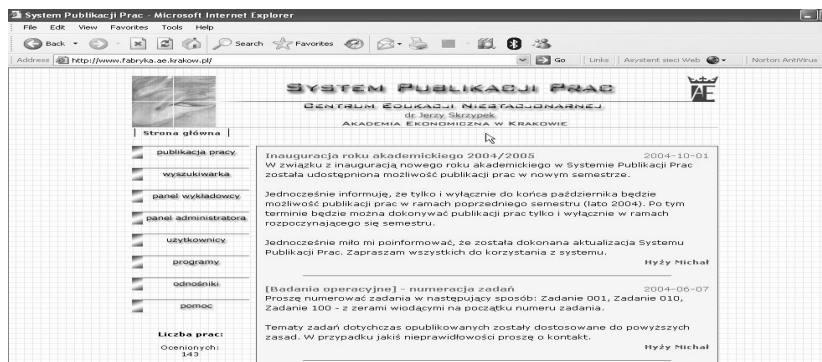 System Publikacji Prac - Microsoft Internet Explorer
File Edit View Favorites Tools Help
Back Search Favorites
Address http://www.fabryka.ae.krakow.pl/ Go Links Asystent sieci Web Norton AntiVirus
SYSTEM PUBLIKACJI PRAC
AE
CENTRUM EDUKACJI NIESTACJONARNEJ
dr Jerzy Skrzypek
AKADEMIA EKONOMICZNA W KRAKOWIE
| Strona główna |
publikacja pracy
wyszukiwarka
panel wykładowcy
panel administratora
użytkownicy
programy
odnośniki
pomoc
Liczba prac:
Ocenionych:
143
Inauguracja roku akademickiego 2004/2005 2004-10-01
W związku z inauguracją nowego roku akademickiego w Systemie Publikacji Prac
została udostępniona możliwość publikacji prac w nowym semestrze.
Jednocześnie informuję, że tylko i wyłącznie do końca października będzie
możliwość publikacji prac w ramach poprzedniego semestru (lato 2004). Po tym
terminie będzie można dokonywać publikacji prac tylko i wyłącznie w ramach
rozpoczynającego się semestru.
Jednocześnie miło mi poinformować, że została dokonana aktualizacja Systemu
Publikacji Prac. Zapraszam wszystkich do korzystania z systemu.
Hyży Michał
[Badania operacyjne] - numeracja zadań 2004-06-07
Proszę numerować zadania w następujący sposób: Zadanie 001, Zadanie 010,
Zadanie 100 - z zerami wiodącymi na początku numeru zadania.
Tematy zadań dotychczas opublikowanych zostały dostosowane do powyższych
zasad. W przypadku jakiś nieprawidłowości proszę o kontakt.
Hyży Michał